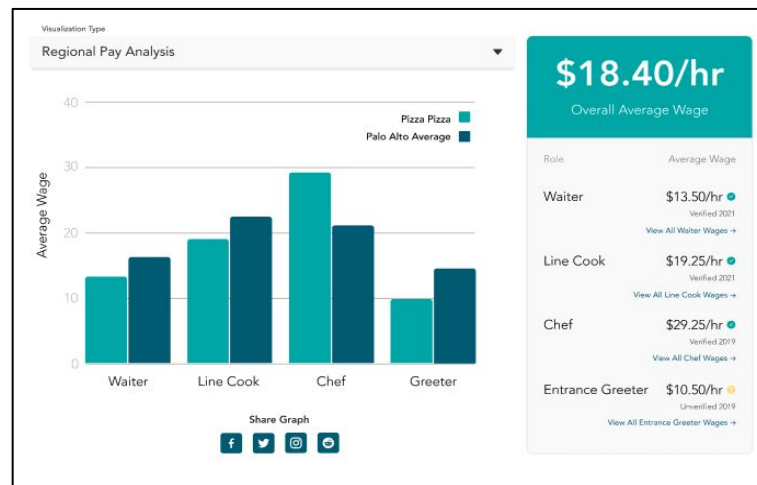 Visualization Type
Regional Pay Analysis
40
30
20
10
0
Average Wage
Pizza Pizza
Palo Alto Average
Waiter
Line Cook
Chef
Greeter
Share Graph
$18.40/hr
Overall Average Wage
Role Average Wage
Waiter $13.50/hr
Verified 2021
View All Waiter Wages →
Line Cook $19.25/hr
Verified 2021
View All Line Cook Wages →
Chef $29.25/hr
Verified 2019
View All Chef Wages →
Entrance Greeter $10.50/hr
Unverified 2019
View All Entrance Greeter Wages →